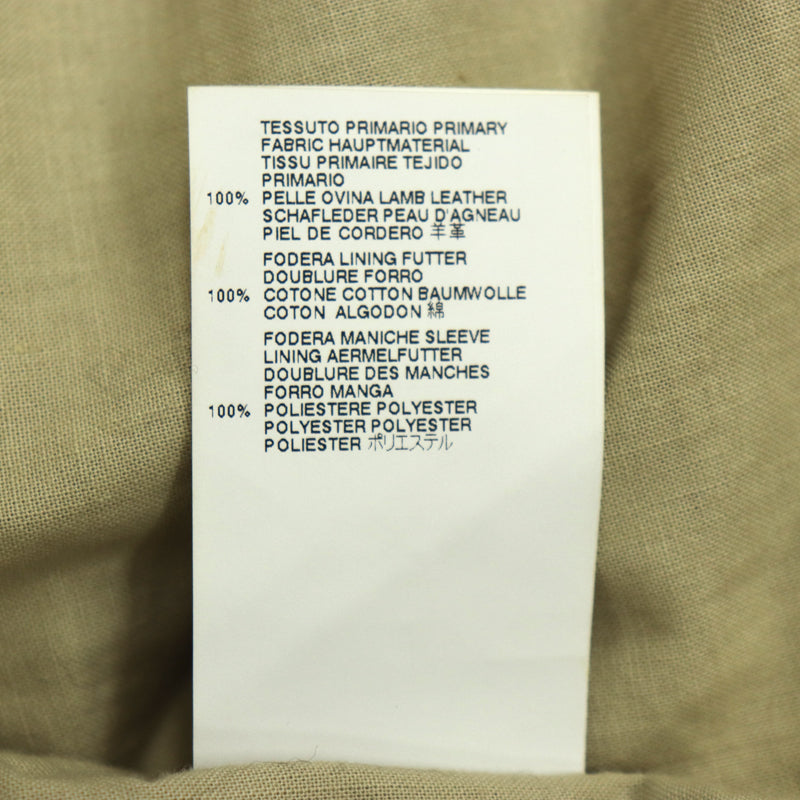 TESSUTO PRIMARIO PRIMARY
FABRIC HAUPTMATERIAL
TISSU PRIMAIRE TEJIDO
PRIMARIO
100% PELLE OVINA LAMB LEATHER
SCHAFLEDER PEAU D'AGNEAU
PIEL DE CORDERO 羊革
FODERA LINING FUTTER
DOUBLURE FORRO
100% COTONE COTTON BAUMWOLLE
COTON ALGODON 綿
FODERA MANICHE SLEEVE
LINING AERMELFUTTER
DOUBLURE DES MANCHES
FORRO MANGA
100% POLIESTERE POLYESTER
POLYESTER POLYESTER
POLIESTER ポリエステル